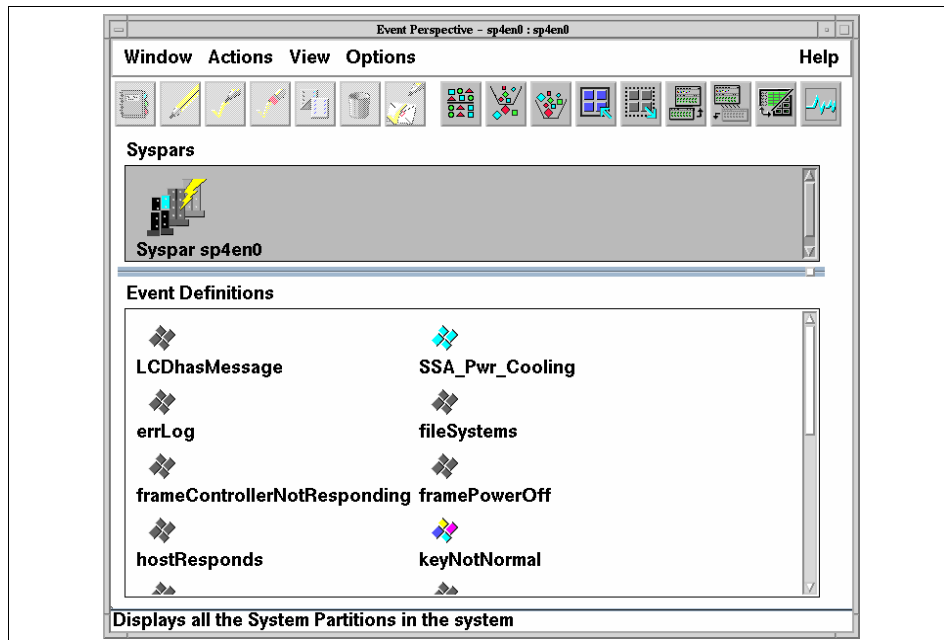 Event Perspective - sp4en0 : sp4en0
Window Actions View Options Help
Syspars
Syspar sp4en0
Event Definitions
LCDhasMessage SSA_Pwr_Cooling
errLog fileSystems
frameControllerNotResponding framePowerOff
hostResponds keyNotNormal
Displays all the System Partitions in the system